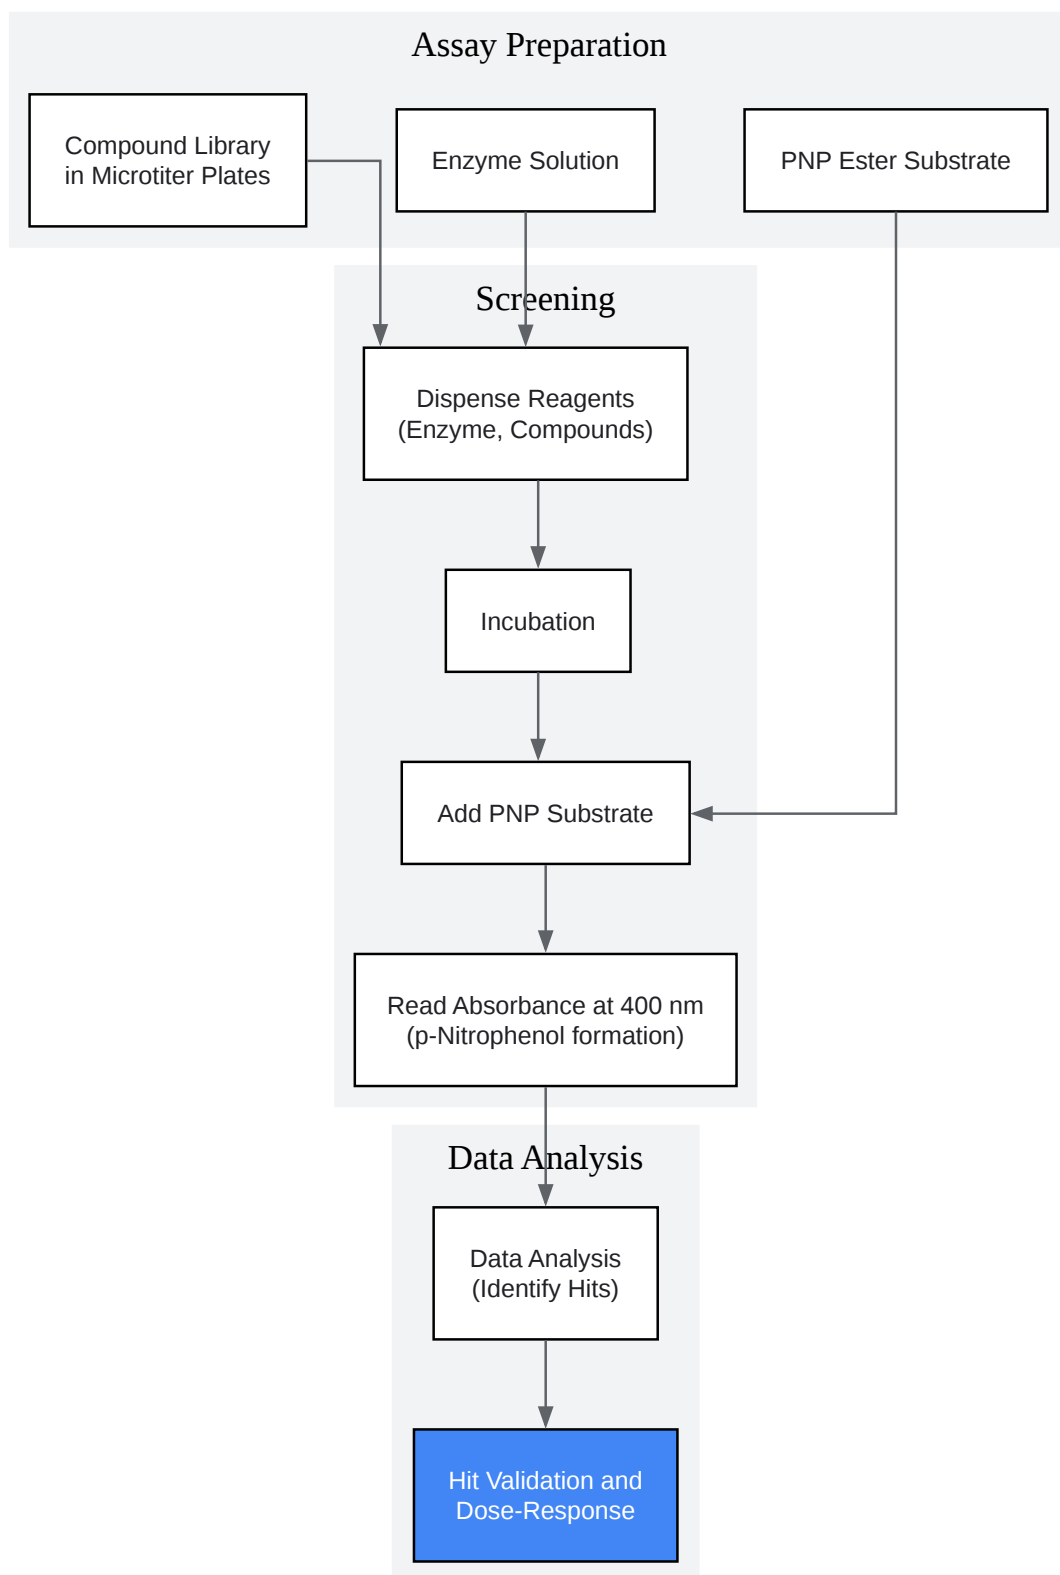 Assay Preparation
Compound Library
in Microtiter Plates
Enzyme Solution
PNP Ester Substrate
Screening
Dispense Reagents
(Enzyme, Compounds)
Incubation
Add PNP Substrate
Read Absorbance at 400 nm
(p-Nitrophenol formation)
Data Analysis
Data Analysis
(Identify Hits)
Hit Validation and
Dose-Response